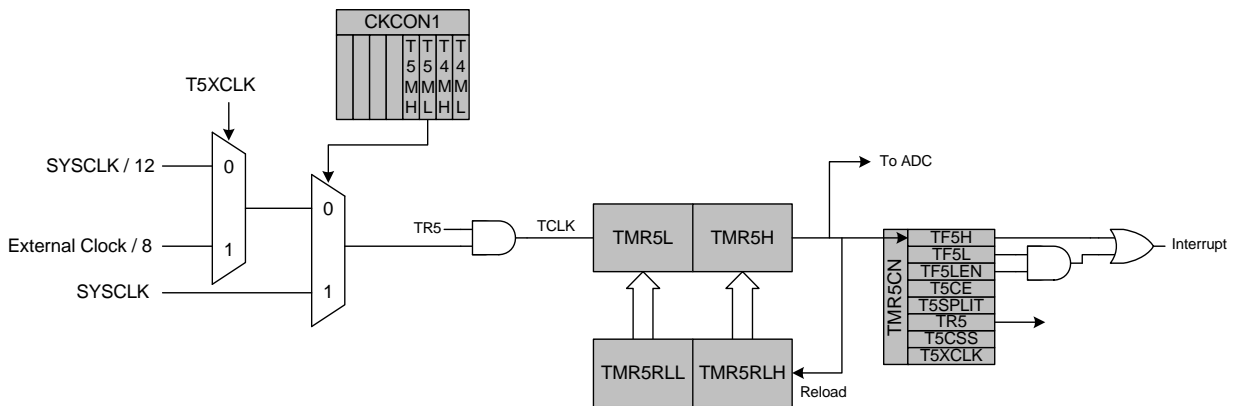 CKCON1
T5MH
T5ML
T4MH
T4ML
T5XCLK
SYSCLK / 12
0
External Clock / 8
1
SYSCLK
0
1
TR5
TCLK
TMR5L
TMR5H
To ADC
TMR5RLL
TMR5RLH
Reload
TMR5CN
TF5H
TF5L
TF5LEN
T5CE
T5SPLIT
TR5
T5CSS
T5XCLK
Interrupt